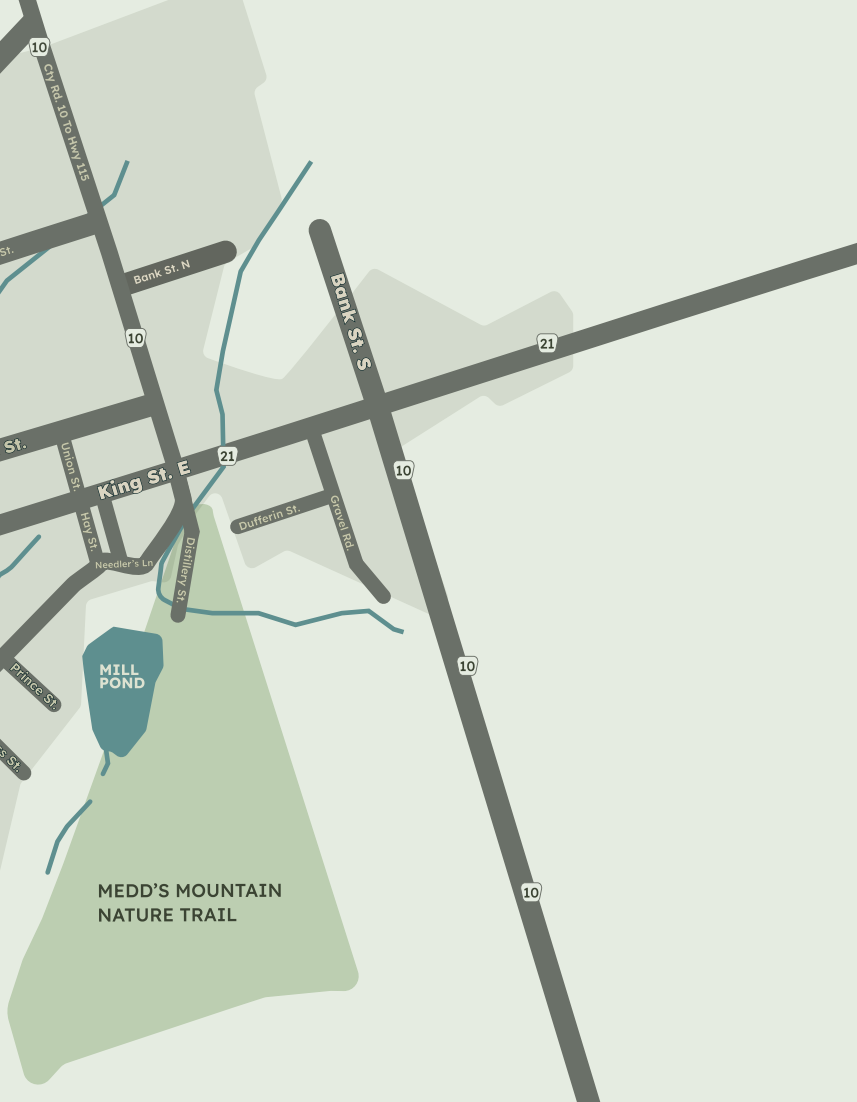 10
Cty Rd. 10 To Hwy 115
St.
Bank St. N
Bank St. S
10
21
St.
Union St.
King St. E
21
10
Hay St.
Dufferin St.
Gravel Rd.
Distillery St.
Needler's Ln
MILL
POND
10
Prince St.
s St.
MEDD'S MOUNTAIN
NATURE TRAIL
10